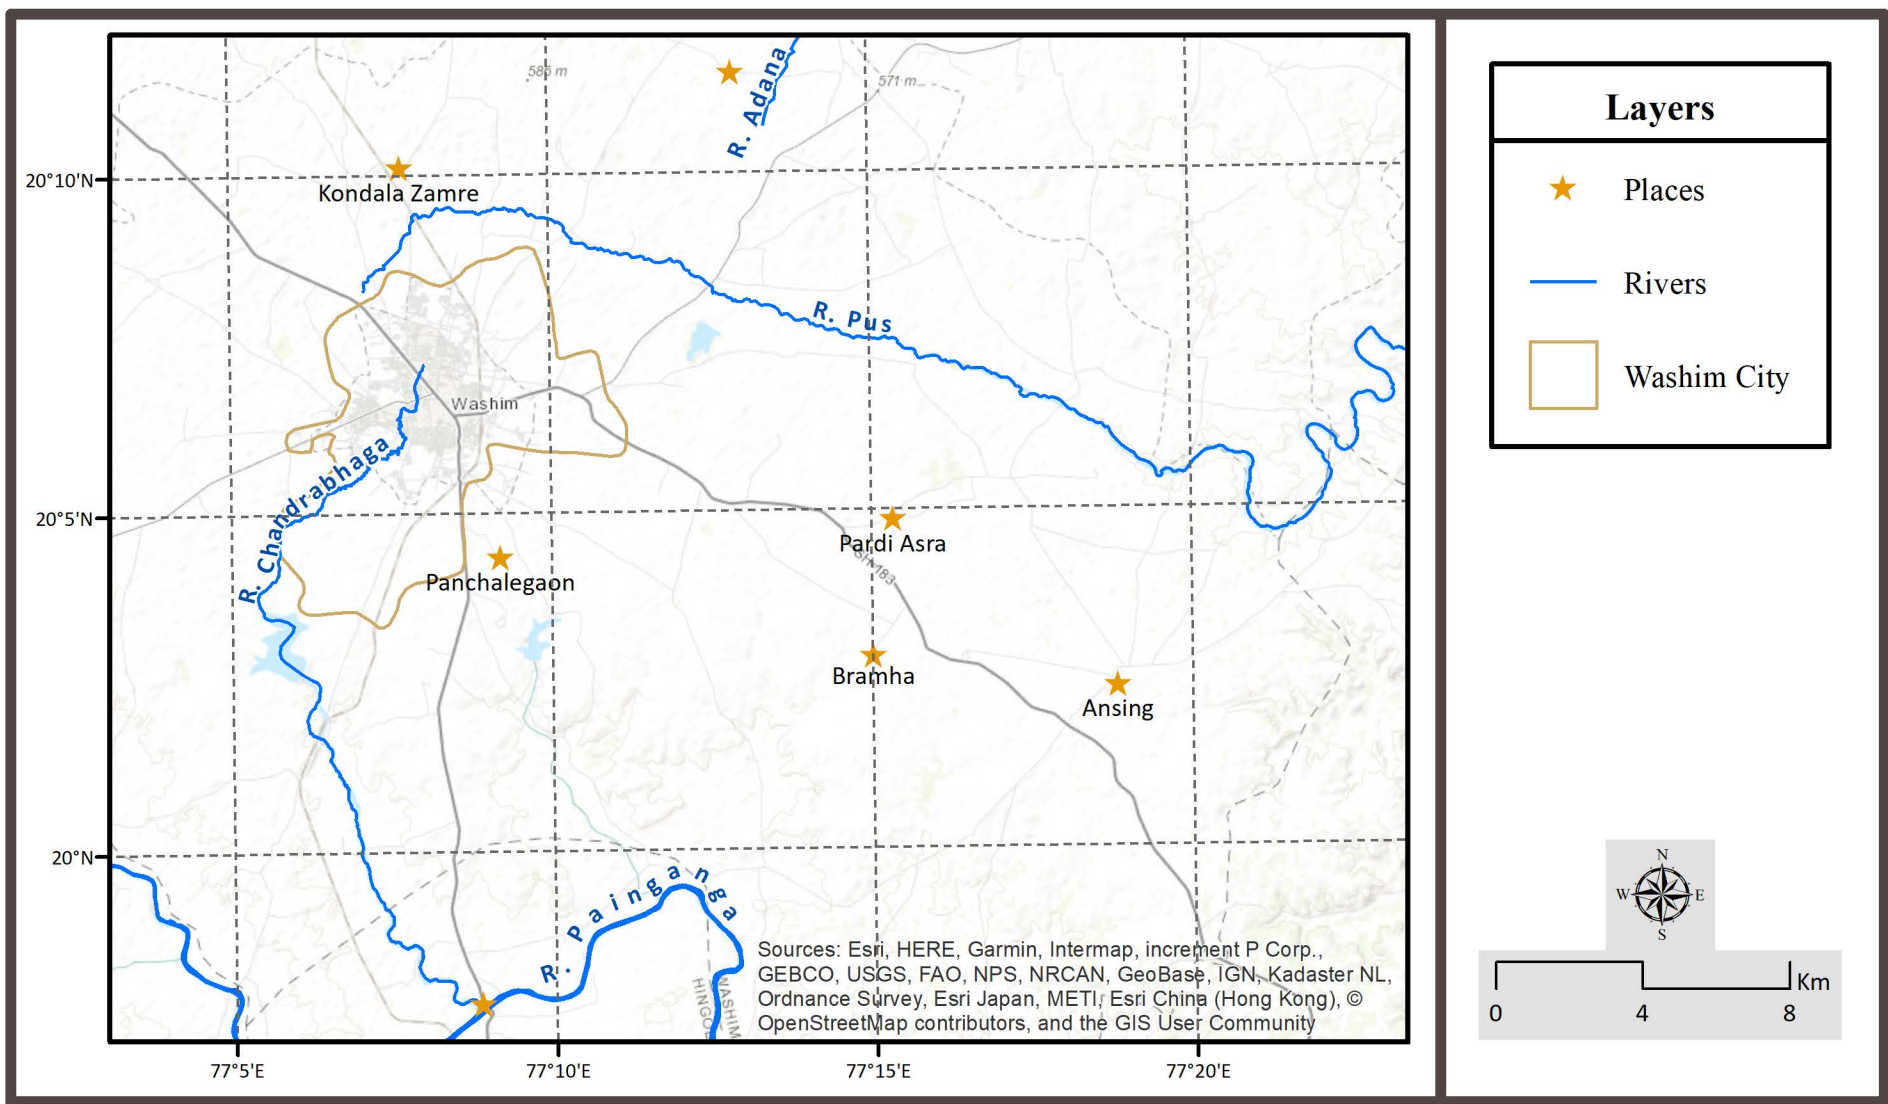 585 m
R. Adana
571 m
20°10'N
Kondala Zamre
R. Pus
Washim
R. Chandrabhaga
20°5'N
Pardi Asra
SH-183
Panchalegaon
Bramha
Ansing
20°N
R. Painganga
WASHIM
Sources: Esri, HERE, Garmin, Intermap, increment P Corp.,
GEBCO, USGS, FAO, NPS, NRCAN, GeoBase, IGN, Kadaster NL,
Ordnance Survey, Esri Japan, METI, Esri China (Hong Kong), ©
OpenStreetMap contributors, and the GIS User Community
77°5'E
77°10'E
77°15'E
77°20'E
Layers
Places
Rivers
Washim City
N
W E
S
Km
0 4 8